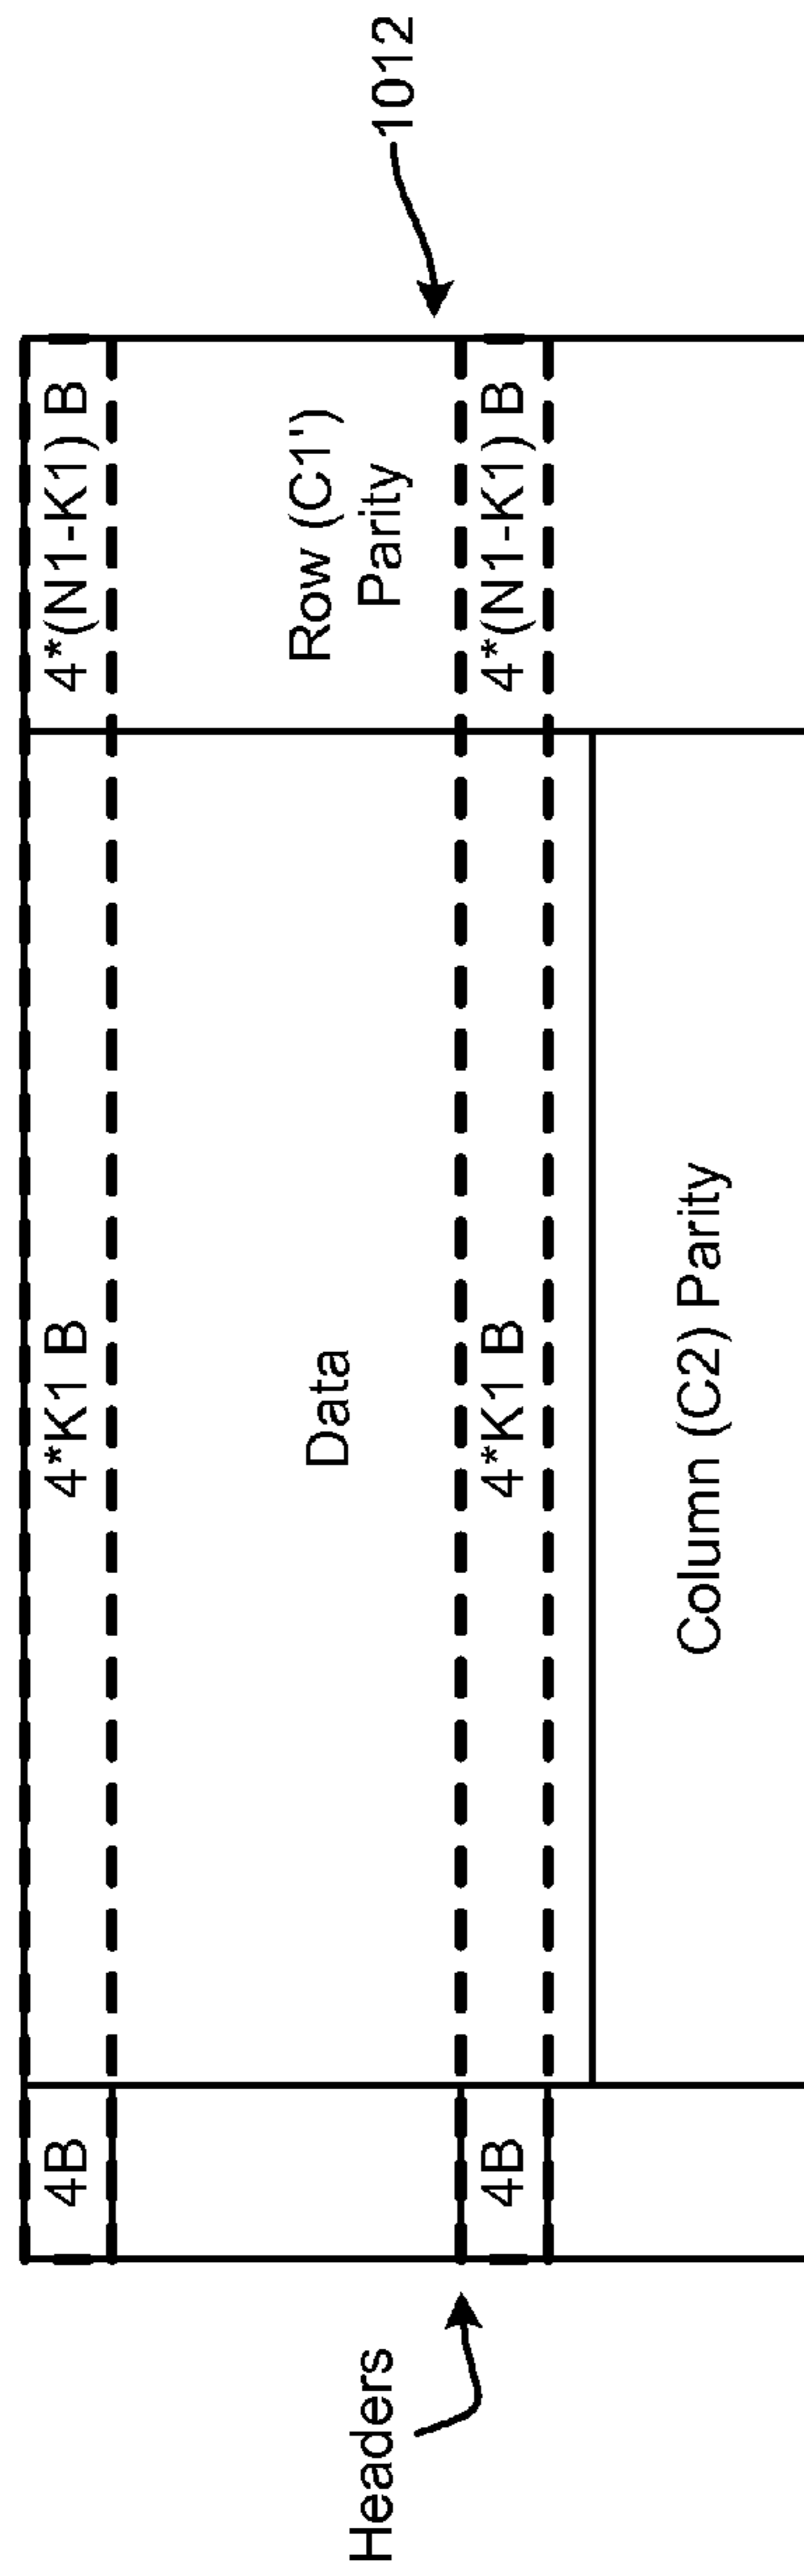 Headers
4B
4*K1 B
4*(N1-K1) B
1012
Data
Row (C1')
Parity
4B
4*K1 B
4*(N1-K1) B
Column (C2) Parity